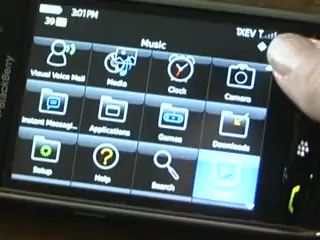 BlackBerry
3:01PM
39
1XEV
Music
Visual Voice Mail
Media
Clock
Camera
Instant Messagi...
Applications
Games
Downloads
Setup
Help
Search